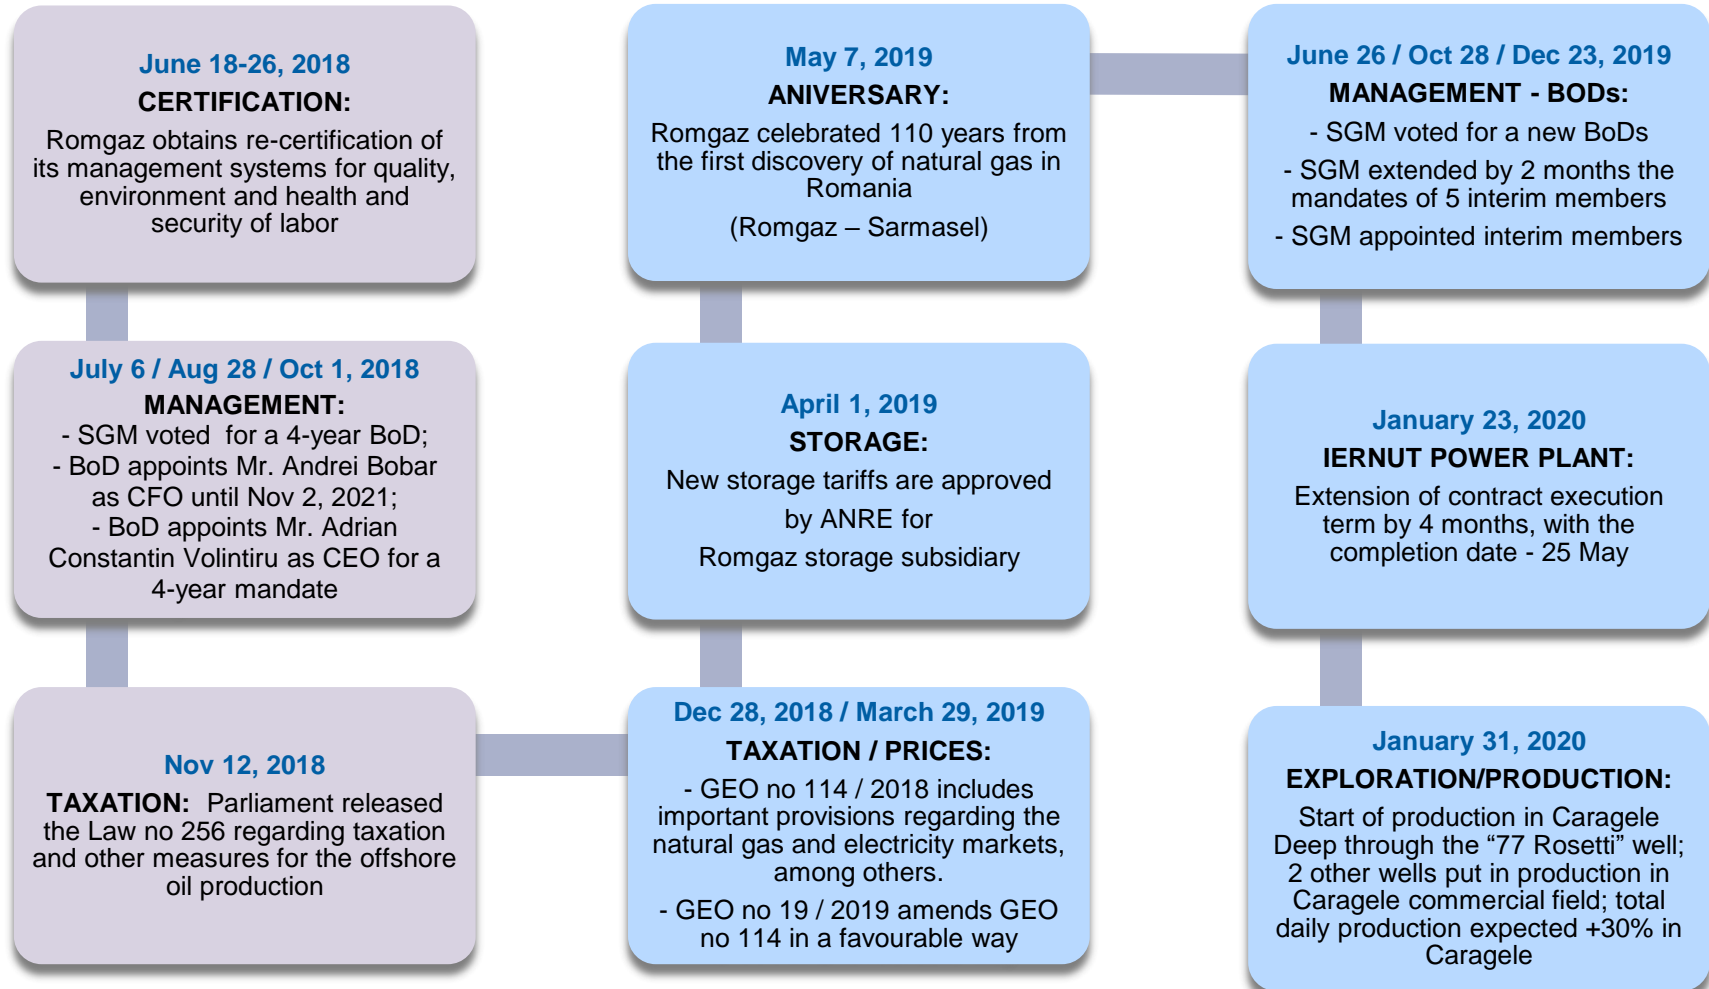 June 18-26, 2018
CERTIFICATION:
Romgaz obtains re-certification of
its management systems for quality,
environment and health and
security of labor
July 6 / Aug 28 / Oct 1, 2018
MANAGEMENT:
- SGM voted for a 4-year BoD;
- BoD appoints Mr. Andrei Bobar
as CFO until Nov 2, 2021;
- BoD appoints Mr. Adrian
Constantin Volintiru as CEO for a
4-year mandate
Nov 12, 2018
TAXATION: Parliament released
the Law no 256 regarding taxation
and other measures for the offshore
oil production
Dec 28, 2018 / March 29, 2019
TAXATION / PRICES:
- GEO no 114 / 2018 includes
important provisions regarding the
natural gas and electricity markets,
among others.
- GEO no 19 / 2019 amends GEO
no 114 in a favourable way
April 1, 2019
STORAGE:
New storage tariffs are approved
by ANRE for
Romgaz storage subsidiary
May 7, 2019
ANIVERSARY:
Romgaz celebrated 110 years from
the first discovery of natural gas in
Romania
(Romgaz – Sarmasel)
June 26 / Oct 28 / Dec 23, 2019
MANAGEMENT - BODs:
- SGM voted for a new BoDs
- SGM extended by 2 months the
mandates of 5 interim members
- SGM appointed interim members
January 23, 2020
IERNUT POWER PLANT:
Extension of contract execution
term by 4 months, with the
completion date - 25 May
January 31, 2020
EXPLORATION/PRODUCTION:
Start of production in Caragele
Deep through the “77 Rosetti” well;
2 other wells put in production in
Caragele commercial field; total
daily production expected +30% in
Caragele